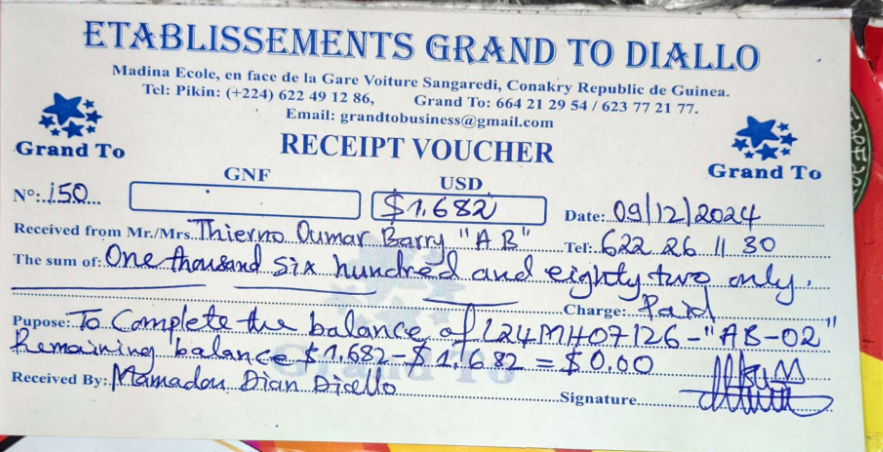 ETABLISSEMENTS GRAND TO DIALLO
Madina Ecole, en face de la Gare Voiture Sangaredi, Conakry Republic de Guinea.
Tel: Pikin: (+224) 622 49 12 86, Grand To: 664 21 29 54 / 623 77 21 77.
Email: grandtobusiness@gmail.com
Grand To RECEIPT VOUCHER Grand To
GNF USD
N°:..150... $1,682 Date: 09/12/2024
Received from Mr./Mrs. Thierno Oumar Barry "AB" Tel: 622 26 11 30
The sum of: One thousand six hundred and eighty two only.
Charge: Paid
Pupose: To Complete the balance of L24MH07126-"AB-02"
Remaining balance $1,682-$1,682 = $0.00
Grand To
Received By: Mamadou Dian Diallo
Signature